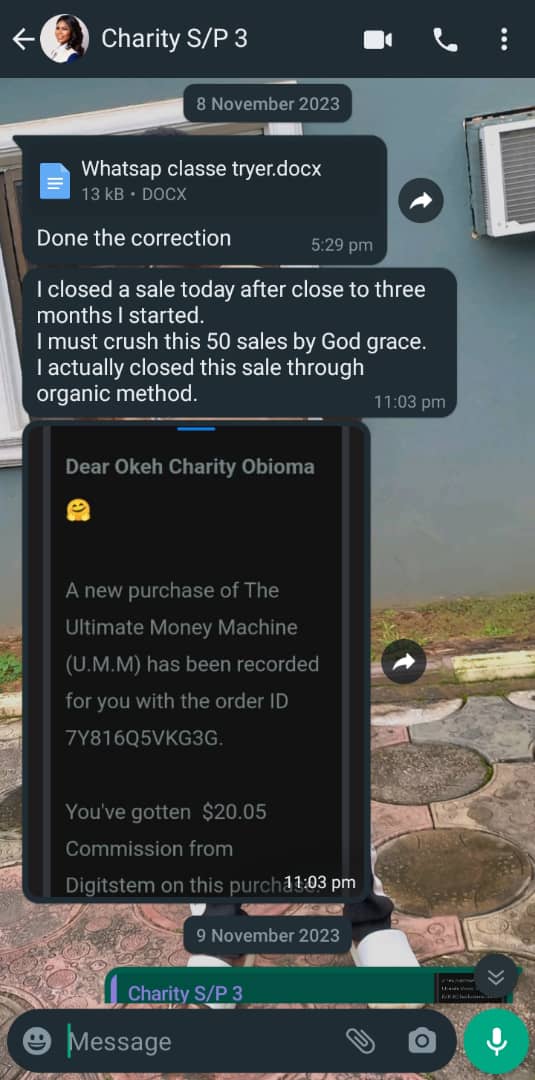 Charity S/P 3
8 November 2023
Whatsap classe tryer.docx
13 kB • DOCX
Done the correction
5:29 pm
I closed a sale today after close to three
months I started.
I must crush this 50 sales by God grace.
I actually closed this sale through
organic method.
11:03 pm
Dear Okeh Charity Obioma
🤗
A new purchase of The
Ultimate Money Machine
(U.M.M) has been recorded
for you with the order ID
7Y816Q5VKG3G.
You've gotten $20.05
Commission from
Digitstem on this purchase.
11:03 pm
9 November 2023
Charity S/P 3
Message